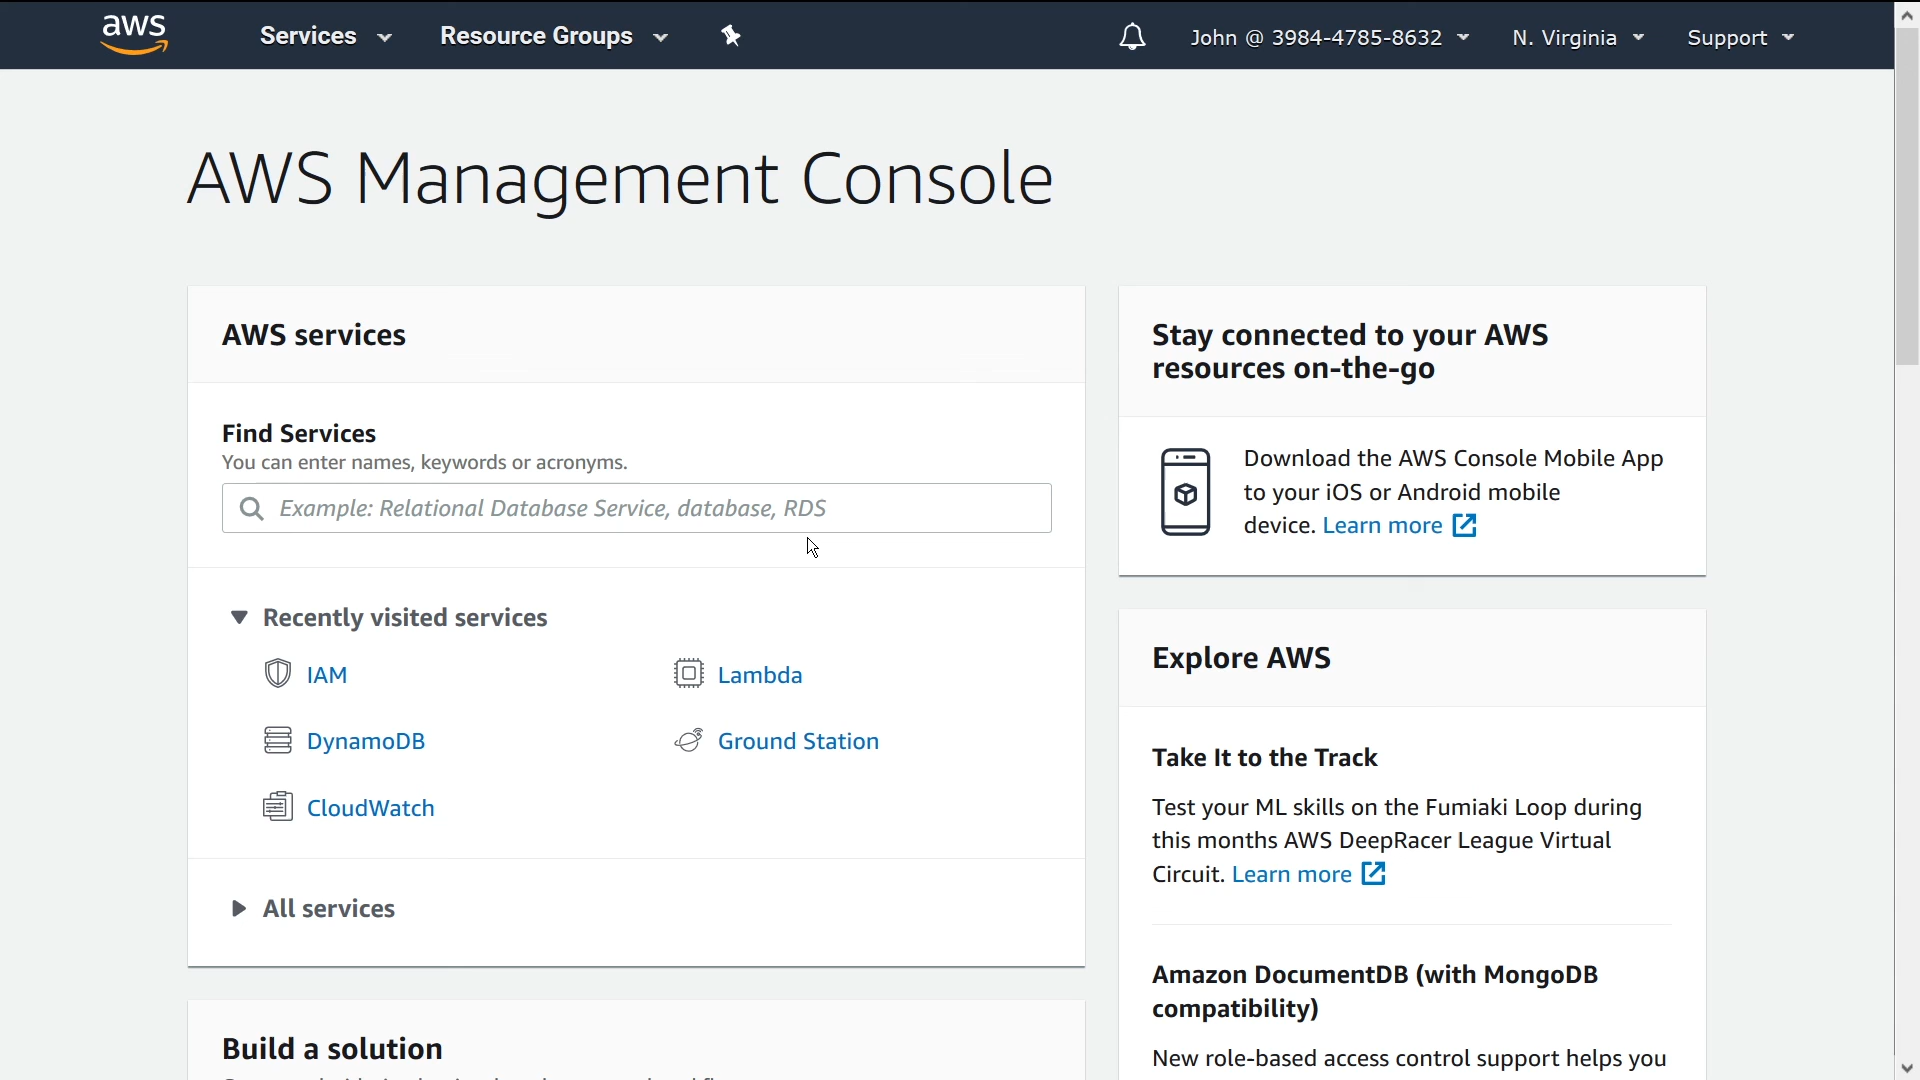 aws Services Resource Groups John @ 3984-4785-8632 N. Virginia Support
AWS Management Console
AWS services
Find Services
You can enter names, keywords or acronyms.
Example: Relational Database Service, database, RDS
Recently visited services
IAM
Lambda
DynamoDB
Ground Station
CloudWatch
All services
Build a solution
Stay connected to your AWS
resources on-the-go
Download the AWS Console Mobile App
to your iOS or Android mobile
device. Learn more
Explore AWS
Take It to the Track
Test your ML skills on the Fumiaki Loop during
this months AWS DeepRacer League Virtual
Circuit. Learn more
Amazon DocumentDB (with MongoDB
compatibility)
New role-based access control support helps you